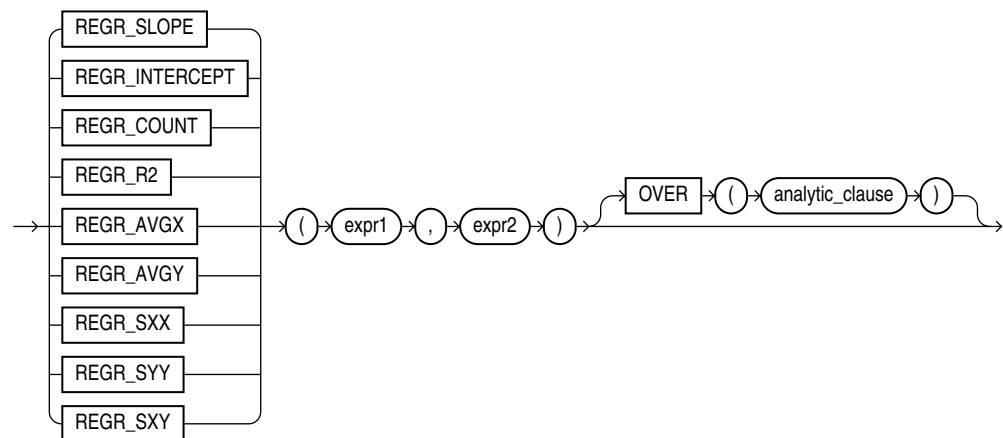 REGR_SLOPE
REGR_INTERCEPT
REGR_COUNT
REGR_R2
REGR_AVGX
REGR_AVGY
REGR_SXX
REGR_SYY
REGR_SXY
( expr1 , expr2 )
OVER ( analytic_clause )